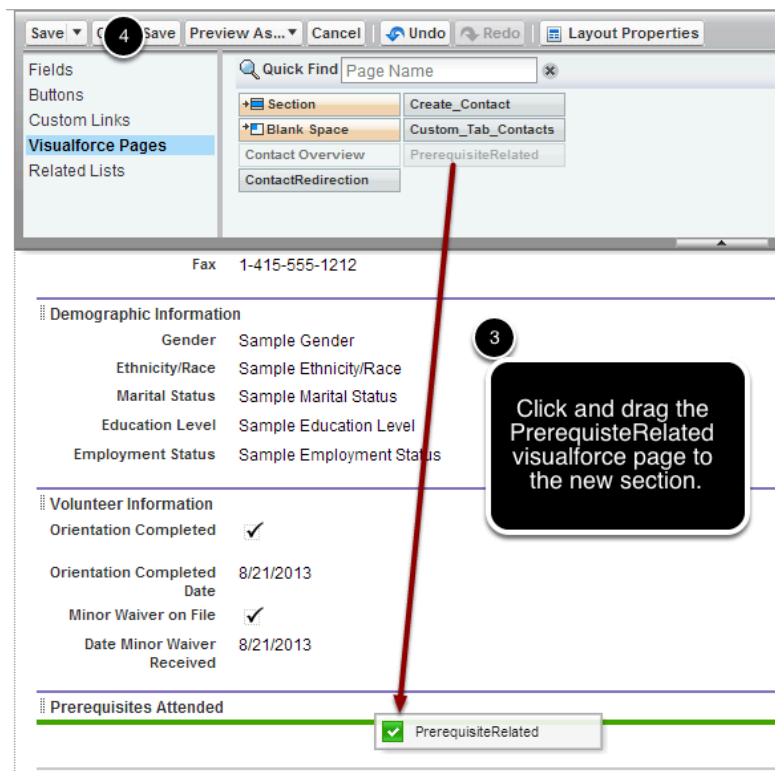 Save Save Preview As... Cancel Undo Redo Layout Properties
4
Fields
Buttons
Custom Links
Visualforce Pages
Related Lists
Quick Find Page Name
Section Create_Contact
Blank Space Custom_Tab_Contacts
Contact Overview PrerequisiteRelated
ContactRedirection
Fax 1-415-555-1212
Demographic Information
Gender Sample Gender
Ethnicity/Race Sample Ethnicity/Race
Marital Status Sample Marital Status
Education Level Sample Education Level
Employment Status Sample Employment Status
3
Click and drag the
PrerequisteRelated
visualforce page to
the new section.
Volunteer Information
Orientation Completed
Orientation Completed 8/21/2013
Date
Minor Waiver on File
Date Minor Waiver 8/21/2013
Received
Prerequisites Attended
PrerequisiteRelated